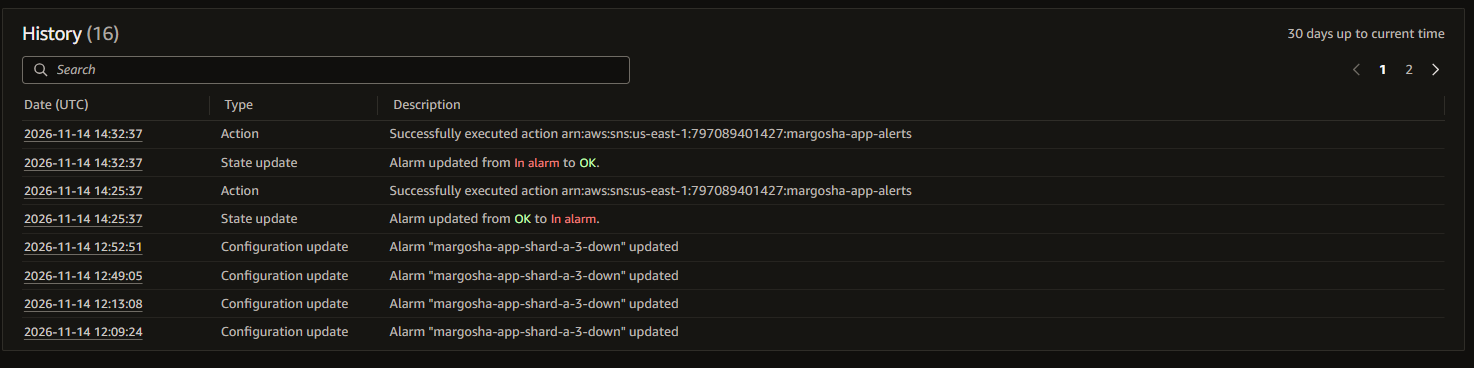 History (16)
30 days up to current time
Search
1 2
Date (UTC) Type Description
2026-11-14 14:32:37 Action Successfully executed action arn:aws:sns:us-east-1:797089401427:margosha-app-alerts
2026-11-14 14:32:37 State update Alarm updated from In alarm to OK.
2026-11-14 14:25:37 Action Successfully executed action arn:aws:sns:us-east-1:797089401427:margosha-app-alerts
2026-11-14 14:25:37 State update Alarm updated from OK to In alarm.
2026-11-14 12:52:51 Configuration update Alarm "margosha-app-shard-a-3-down" updated
2026-11-14 12:49:05 Configuration update Alarm "margosha-app-shard-a-3-down" updated
2026-11-14 12:13:08 Configuration update Alarm "margosha-app-shard-a-3-down" updated
2026-11-14 12:09:24 Configuration update Alarm "margosha-app-shard-a-3-down" updated